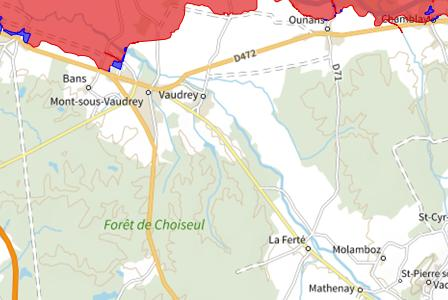 Ounans
Chamblay
D472
D71
Bans
Mont-sous-Vaudrey
Vaudrey
Forêt de Choiseul
St-Cyr
La Ferté
Molamboz
St-Pierre
Mathenay